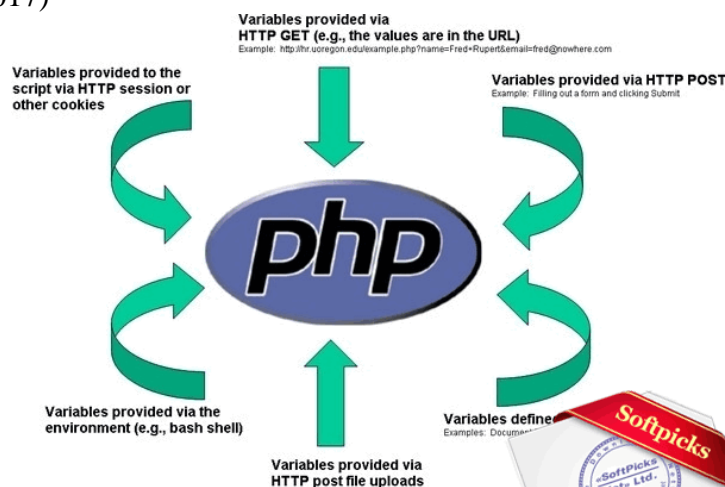 017)
Variables provided via
HTTP GET (e.g., the values are in the URL)
Example: http://hr.uoregon.edu/example.php?name=Fred+Rupert&email=fred@nowhere.com
Variables provided to the
script via HTTP session or
other cookies
Variables provided via HTTP POST
Example: Filling out a form and clicking Submit
php
Variables provided via the
environment (e.g., bash shell)
Variables define
Examples: Document
Variables provided via
HTTP post file uploads
Softpicks
«SoftPicks
Ltd.